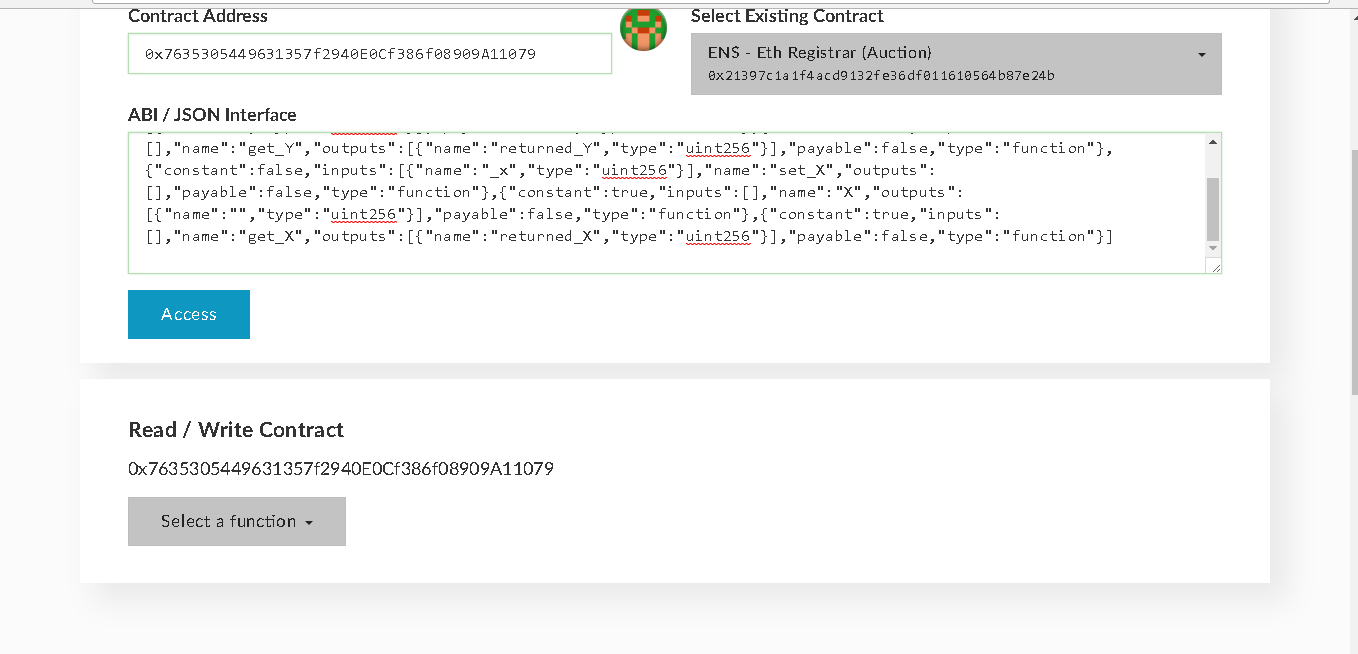 Contract Address
0x7635305449631357f2940E0Cf386f08909A11079
Select Existing Contract
ENS - Eth Registrar (Auction)
0x21397c1a1f4acd9132fe36df011610564b87e24b
ABI / JSON Interface
[],"name":"get_Y","outputs":[{"name":"returned_Y","type":"uint256"}],"payable":false,"type":"function"},
{"constant":false,"inputs":[{"name":"_x","type":"uint256"}],"name":"set_X","outputs":
[],"payable":false,"type":"function"},{"constant":true,"inputs":[],"name":"X","outputs":
[{"name":"","type":"uint256"}],"payable":false,"type":"function"},{"constant":true,"inputs":
[],"name":"get_X","outputs":[{"name":"returned_X","type":"uint256"}],"payable":false,"type":"function"}]
Access
Read / Write Contract
0x7635305449631357f2940E0Cf386f08909A11079
Select a function